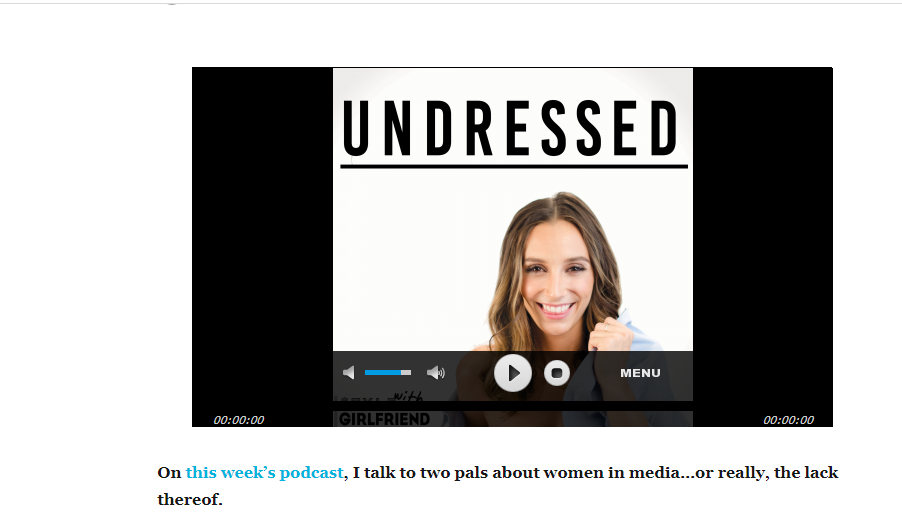 UNDRESSED
MENU
with
GIRLFRIEND
00:00:00
00:00:00
On this week’s podcast, I talk to two pals about women in media…or really, the lack
thereof.